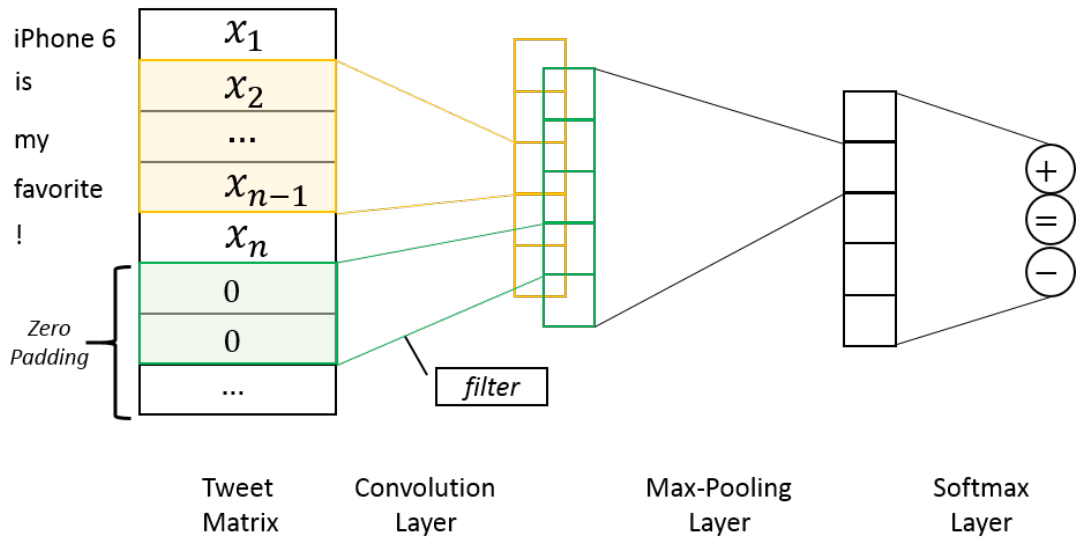 iPhone 6
is
my
favorite
!
x₁
x₂
...
xₙ₋₁
xₙ
0
0
...
Zero
Padding
filter
+
=
−
Tweet
Matrix
Convolution
Layer
Max-Pooling
Layer
Softmax
Layer